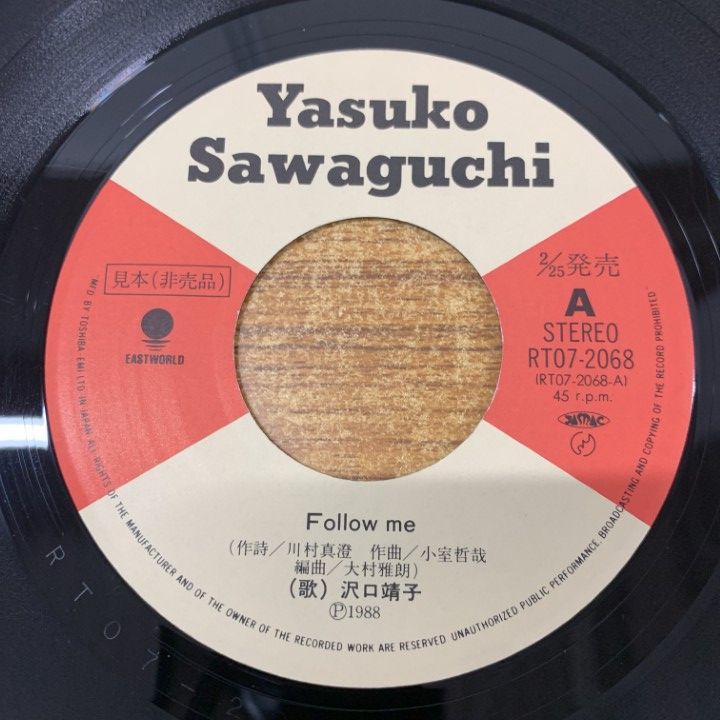 Yasuko
Sawaguchi
見本(非売品)
EASTWORLD
2/25発売
A
STEREO
RT07-2068
(RT07-2068-A)
45 r.p.m.
JASRAC
Follow me
(作詩/川村真澄 作曲/小室哲哉
編曲/大村雅朗)
(歌) 沢口靖子
Ⓟ1988
MFD BY TOSHIBA EMI LTD IN JAPAN ALL RIGHTS OF THE MANUFACTURER AND OF THE OWNER OF THE RECORDED WORK ARE RESERVED UNAUTHORIZED PUBLIC PERFORMANCE. BROADCASTING AND COPYING OF THE RECORD PROHIBITED
RT07-2